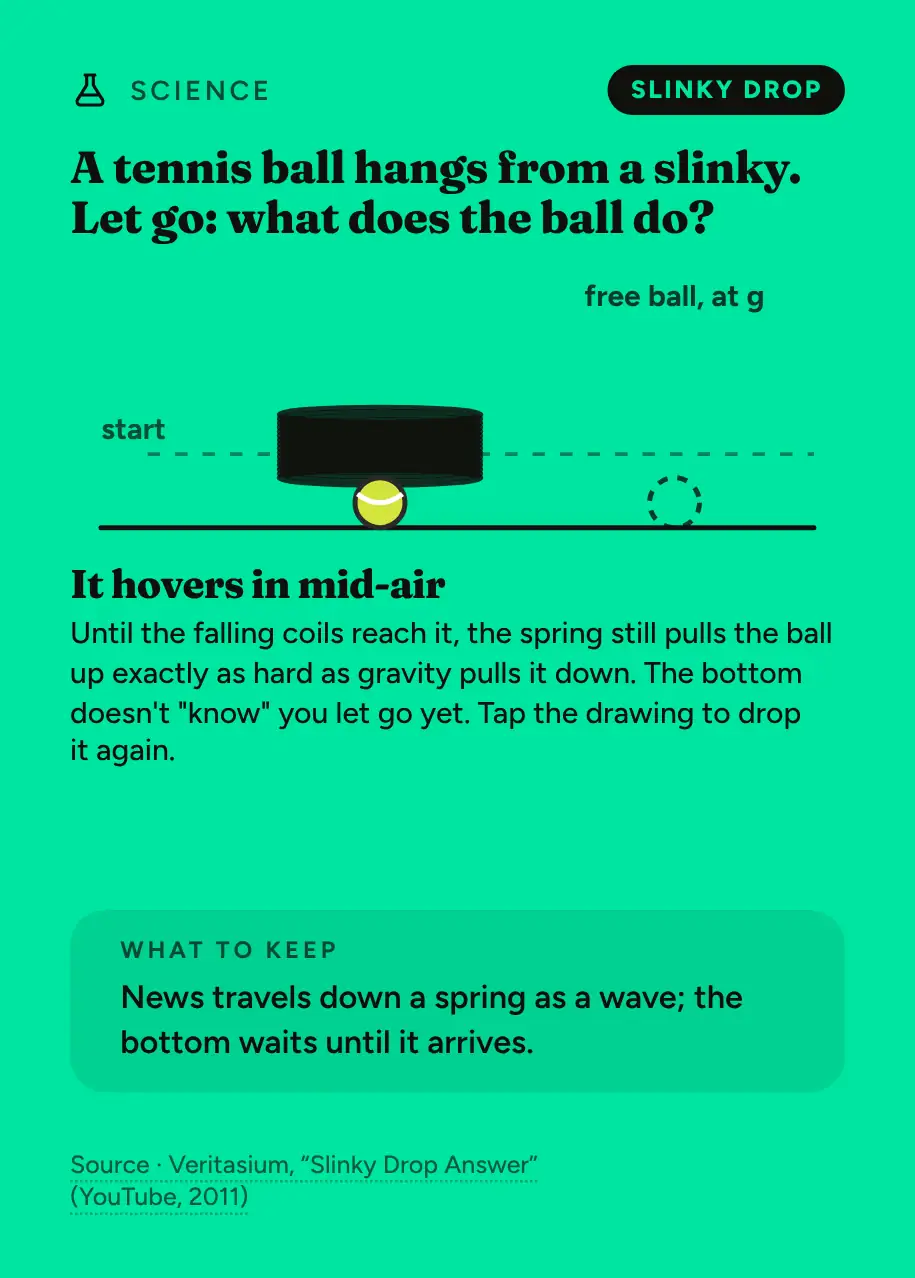 SCIENCE
SLINKY DROP
A tennis ball hangs from a slinky.
Let go: what does the ball do?
free ball, at g
start
It hovers in mid-air
Until the falling coils reach it, the spring still pulls the ball
up exactly as hard as gravity pulls it down. The bottom
doesn't "know" you let go yet. Tap the drawing to drop
it again.
WHAT TO KEEP
News travels down a spring as a wave; the
bottom waits until it arrives.
Source · Veritasium, “Slinky Drop Answer”
(YouTube, 2011)